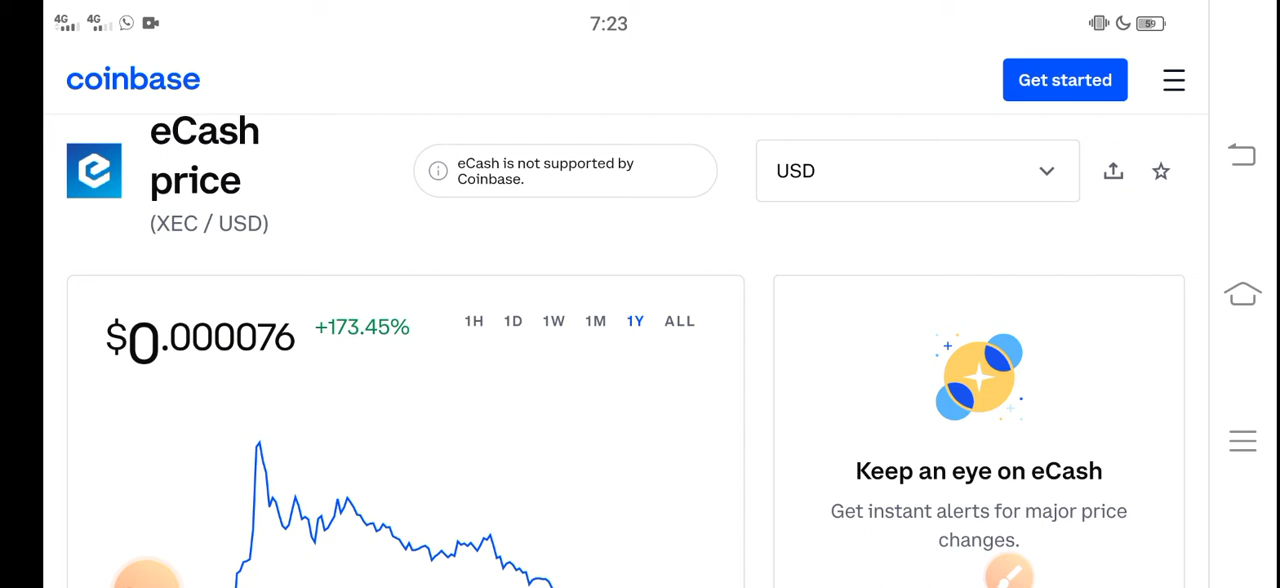 4G 4G 7:23 59
coinbase Get started
eCash
price
(XEC / USD)
eCash is not supported by
Coinbase.
USD
$0.000076 +173.45% 1H 1D 1W 1M 1Y ALL
Keep an eye on eCash
Get instant alerts for major price
changes.